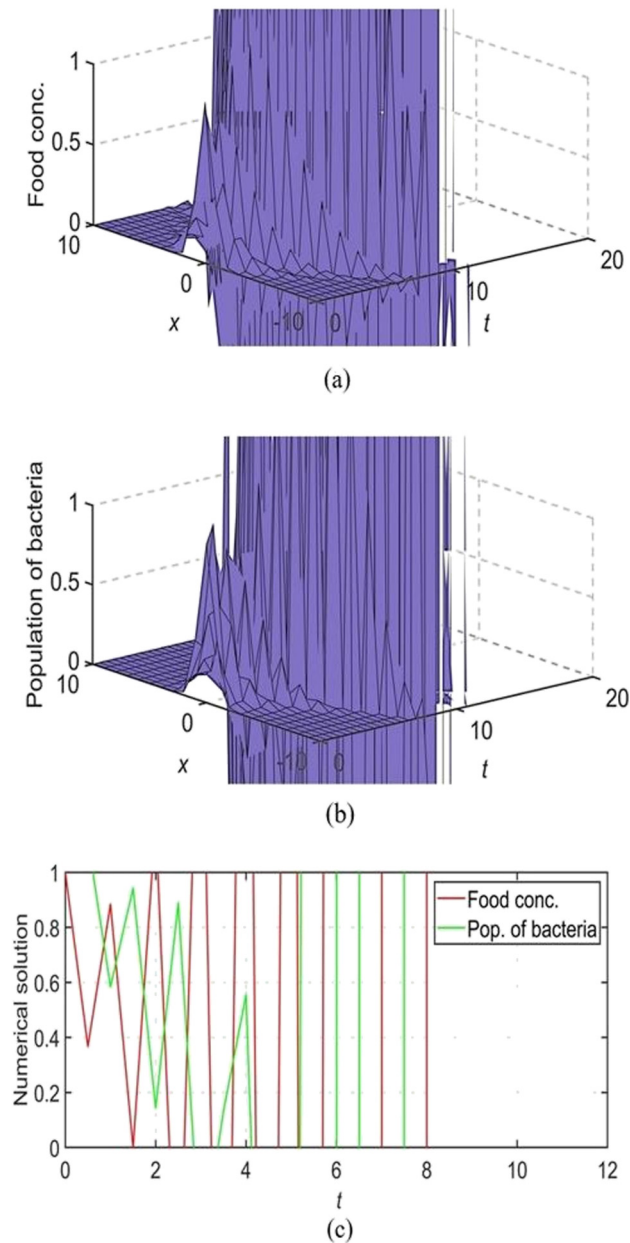 1
0.5
0
10
Food conc.
0
x
-10
0
10
t
20
(a)
1
0.5
0
10
Population of bacteria
0
x
-10
0
10
t
20
(b)
1
0.8
0.6
0.4
0.2
0
Numerical solution
Food conc.
Pop. of bacteria
0 2 4 6 8 10 12
t
(c)